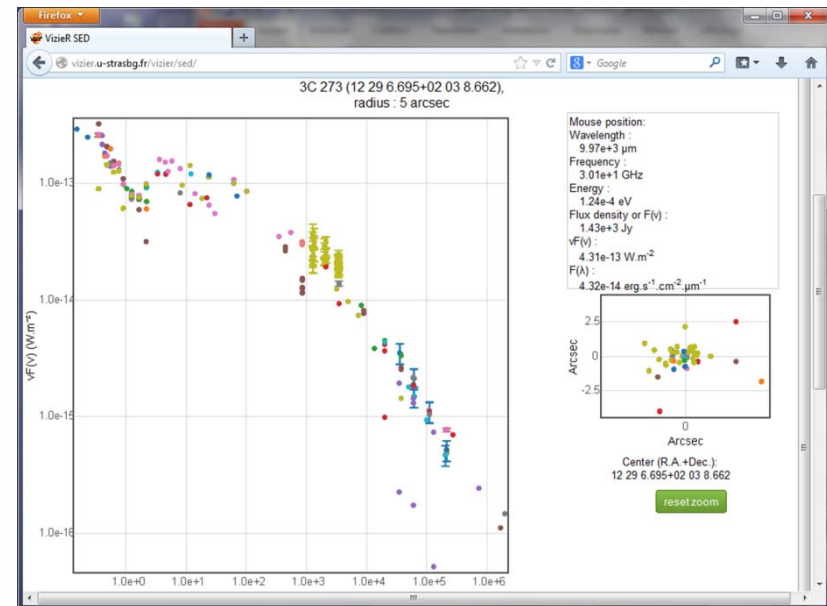 Firefox
VizieR SED
+
vizier.u-strasbg.fr/vizier/sed/
8 - Google
3C 273 (12 29 6.695+02 03 8.662),
radius : 5 arcsec
1.0e-13
1.0e-14
1.0e-15
1.0e-16
νF(ν) (W.m⁻²)
1.0e+0 1.0e+1 1.0e+2 1.0e+3 1.0e+4 1.0e+5 1.0e+6
Mouse position:
Wavelength :
9.97e+3 μm
Frequency :
3.01e+1 GHz
Energy :
1.24e-4 eV
Flux density or F(ν) :
1.43e+3 Jy
νF(ν) :
4.31e-13 W.m⁻²
F(λ) :
4.32e-14 erg.s⁻¹.cm⁻².μm⁻¹
2.5
0
-2.5
Arcsec
0
Arcsec
Center (R.A.+Dec.):
12 29 6.695+02 03 8.662
reset zoom